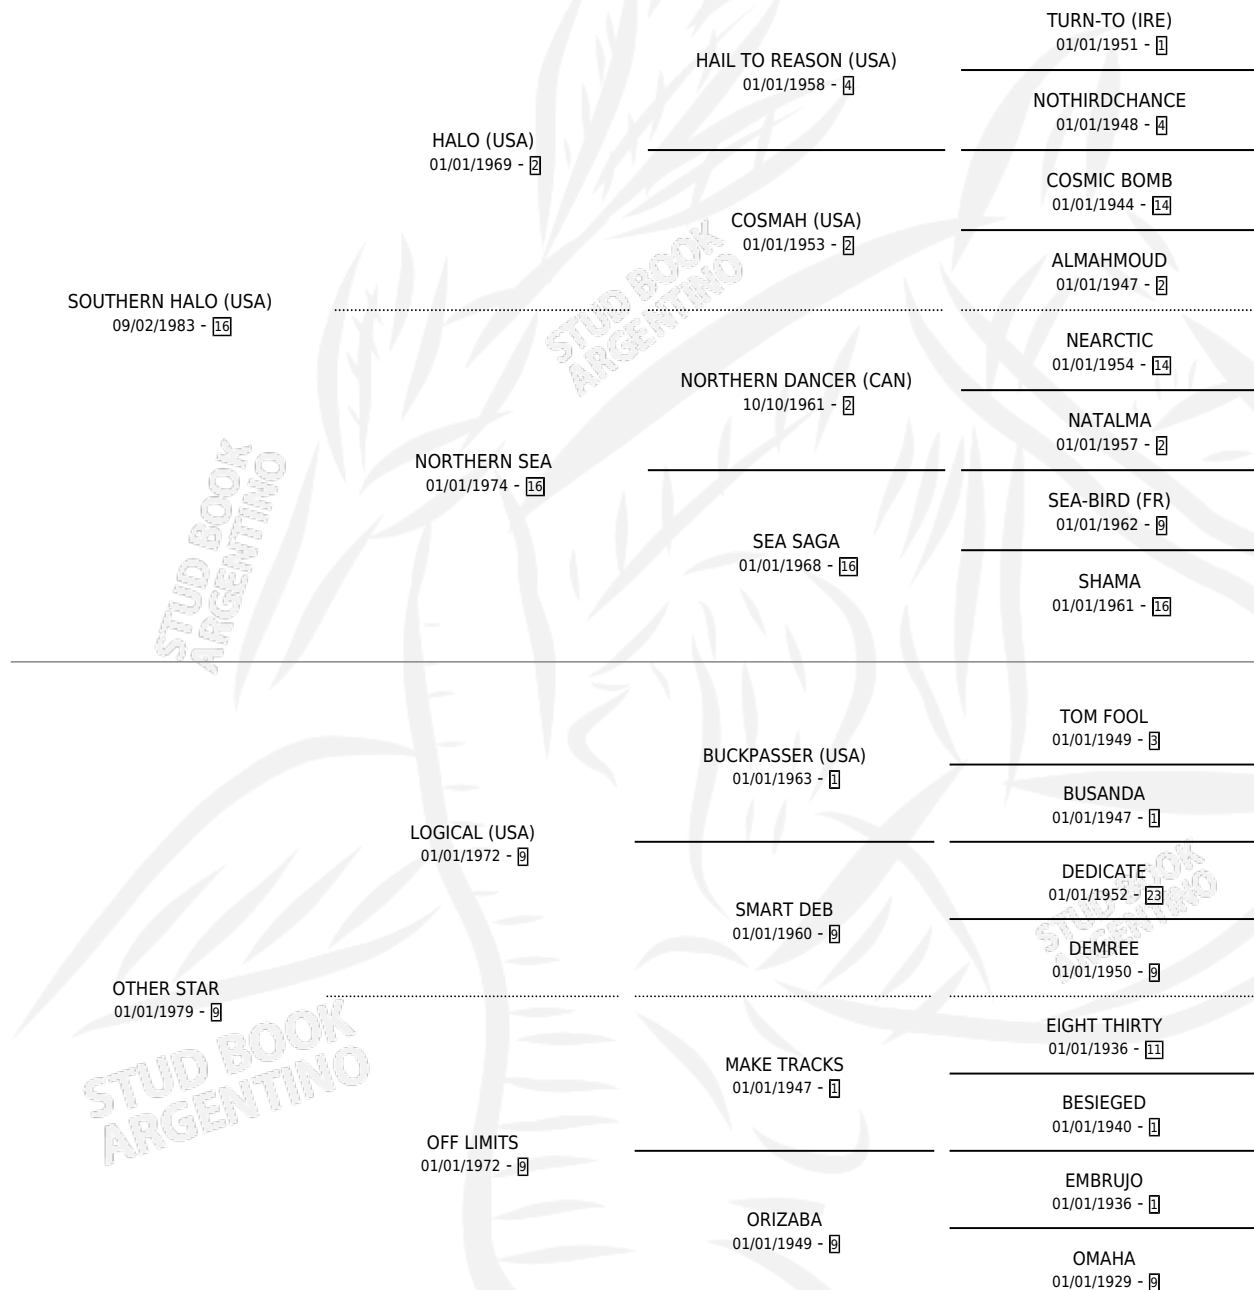 TURN-TO (IRE)
01/01/1951 - 1
HAIL TO REASON (USA)
01/01/1958 - 4
NOTHIRDCHANCE
01/01/1948 - 4
HALO (USA)
01/01/1969 - 2
COSMIC BOMB
01/01/1944 - 14
COSMAH (USA)
01/01/1953 - 2
ALMAHMOUD
01/01/1947 - 2
SOUTHERN HALO (USA)
09/02/1983 - 16
STUD BOOK
ARGENTINO
NEARCTIC
01/01/1954 - 14
NORTHERN DANCER (CAN)
10/10/1961 - 2
NATALMA
01/01/1957 - 2
NORTHERN SEA
01/01/1974 - 16
SEA-BIRD (FR)
01/01/1962 - 9
SEA SAGA
01/01/1968 - 16
SHAMA
01/01/1961 - 16
STUD BOOK
ARGENTINO
TOM FOOL
01/01/1949 - 3
BUCKPASSER (USA)
01/01/1963 - 1
BUSANDA
01/01/1947 - 1
LOGICAL (USA)
01/01/1972 - 9
DEDICATE
01/01/1952 - 23
SMART DEB
01/01/1960 - 9
DEMREE
01/01/1950 - 9
STUD BOOK
ARGENTINO
OTHER STAR
01/01/1979 - 9
EIGHT THIRTY
01/01/1936 - 11
MAKE TRACKS
01/01/1947 - 1
BESIEGED
01/01/1940 - 1
STUD BOOK
ARGENTINO
OFF LIMITS
01/01/1972 - 9
EMBRUJO
01/01/1936 - 1
ORIZABA
01/01/1949 - 9
OMAHA
01/01/1929 - 9